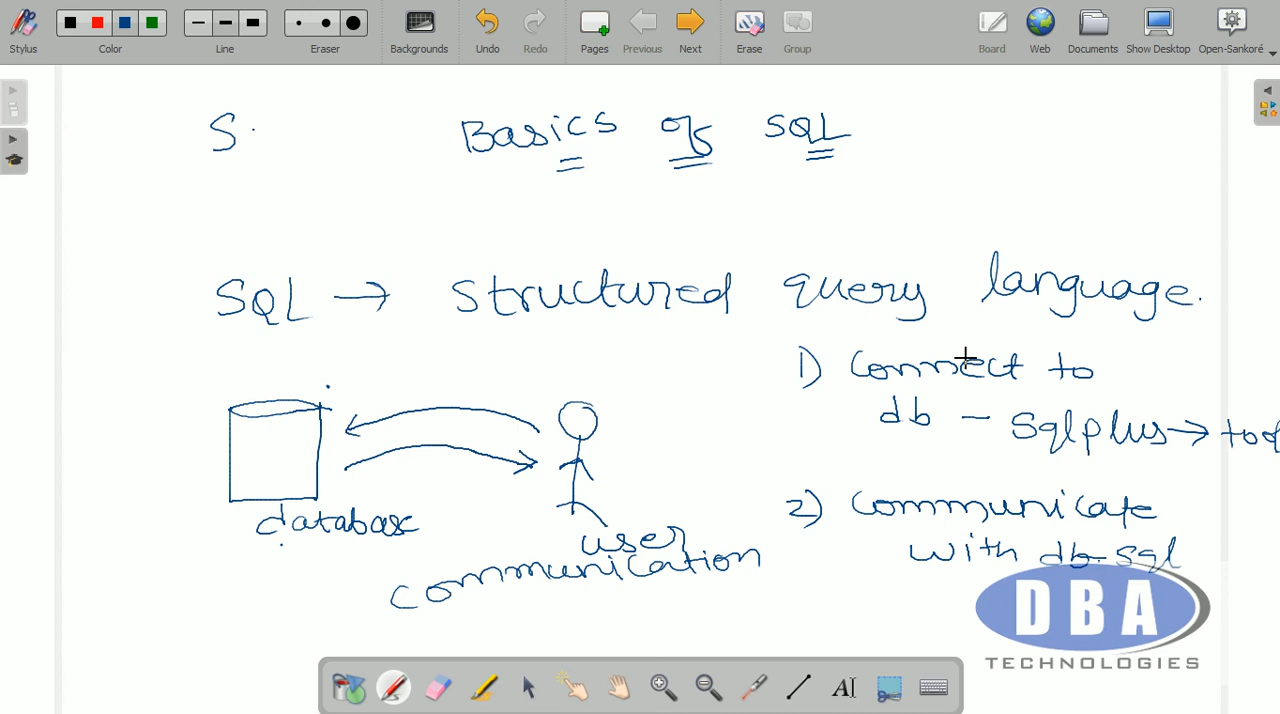 Stylus Color Line Eraser Backgrounds Undo Redo Pages Previous Next Erase Group Board Web Documents Show Desktop Open-Sankoré
S. Basics of SQL
SQL → Structured query language.
1) Connect to
db - Sqlplus → tool
2) Communicate
with db-sql
database
user
communication
DBA
TECHNOLOGIES